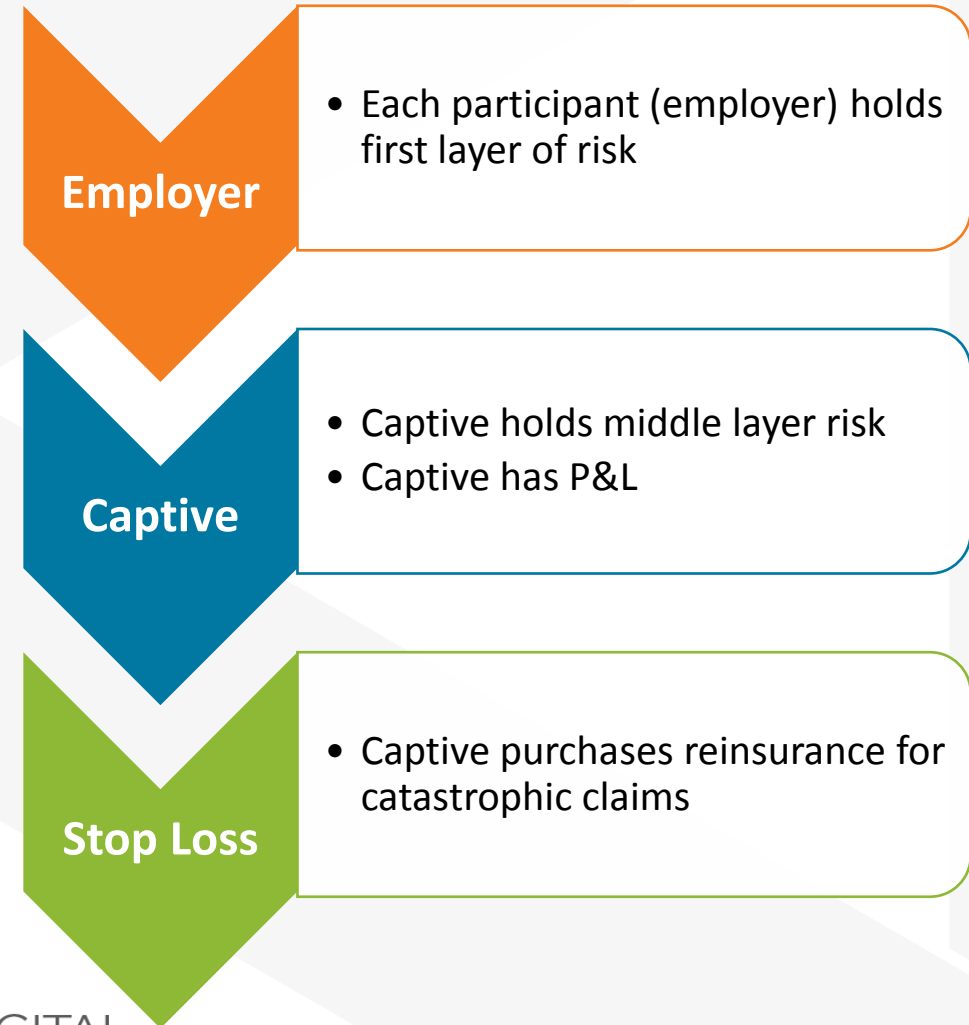 Employer
• Each participant (employer) holds
first layer of risk
Captive
• Captive holds middle layer risk
• Captive has P&L
Stop Loss
• Captive purchases reinsurance for
catastrophic claims